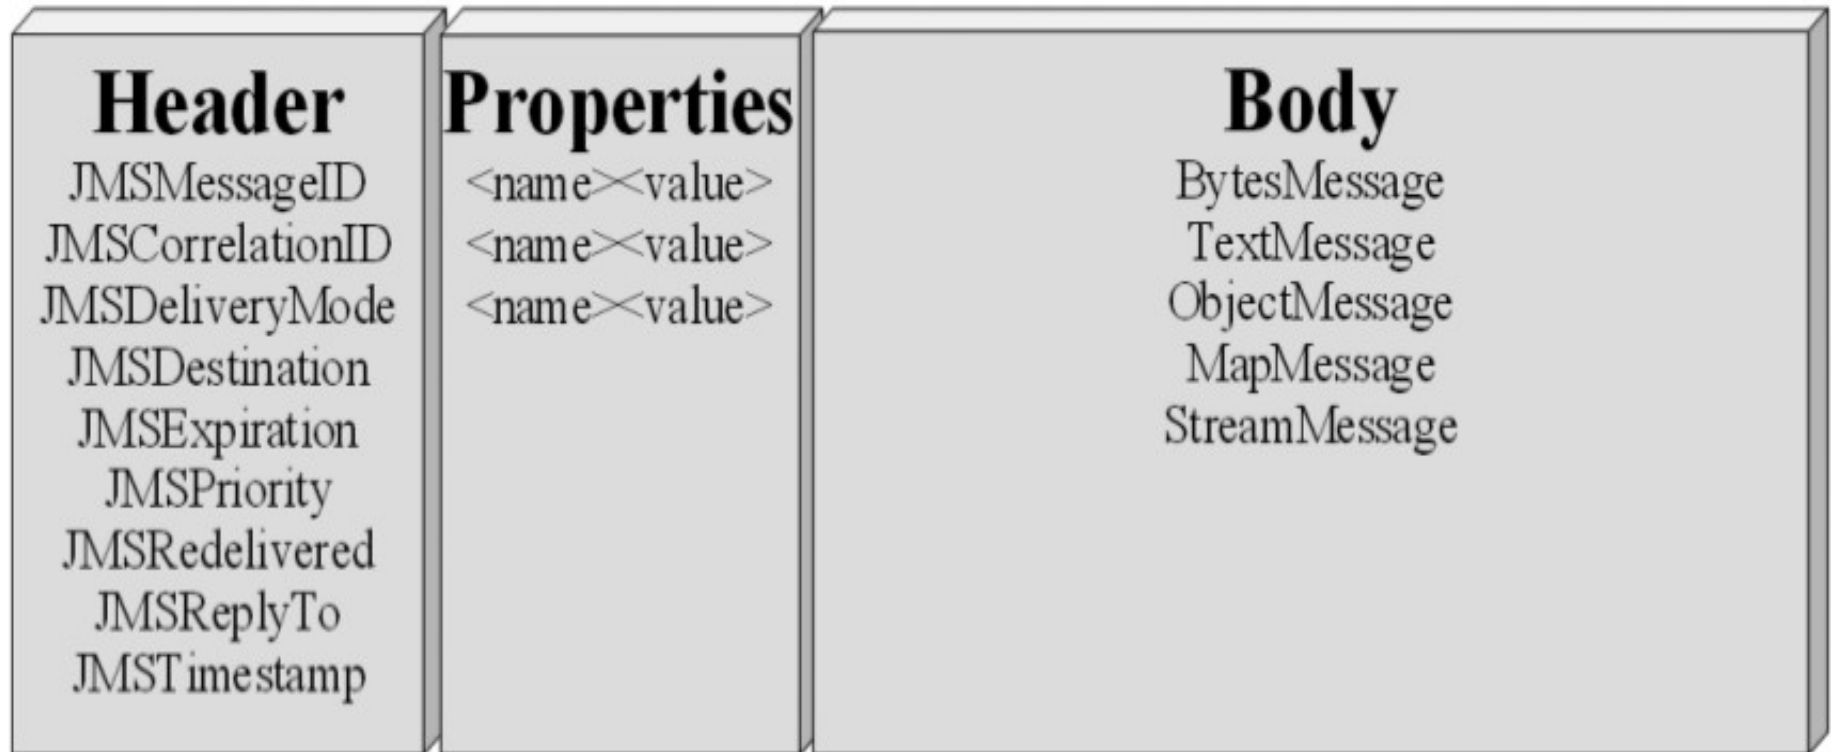 Header
JMSMessageID
JMSCorrelationID
JMSDeliveryMode
JMSDestination
JMSExpiration
JMSPriority
JMSRedelivered
JMSReplyTo
JMSTimestamp
Properties
<name><value>
<name><value>
<name><value>
Body
BytesMessage
TextMessage
ObjectMessage
MapMessage
StreamMessage